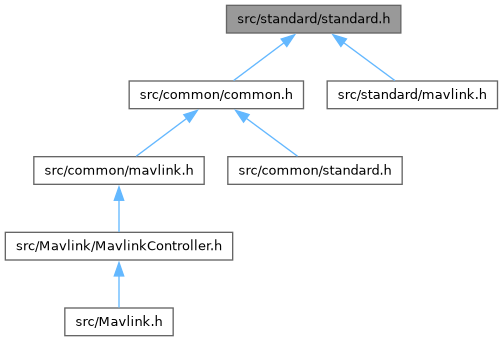 src/standard/standard.h
src/common/common.h
src/standard/mavlink.h
src/common/mavlink.h
src/common/standard.h
src/Mavlink/MavlinkController.h
src/Mavlink.h